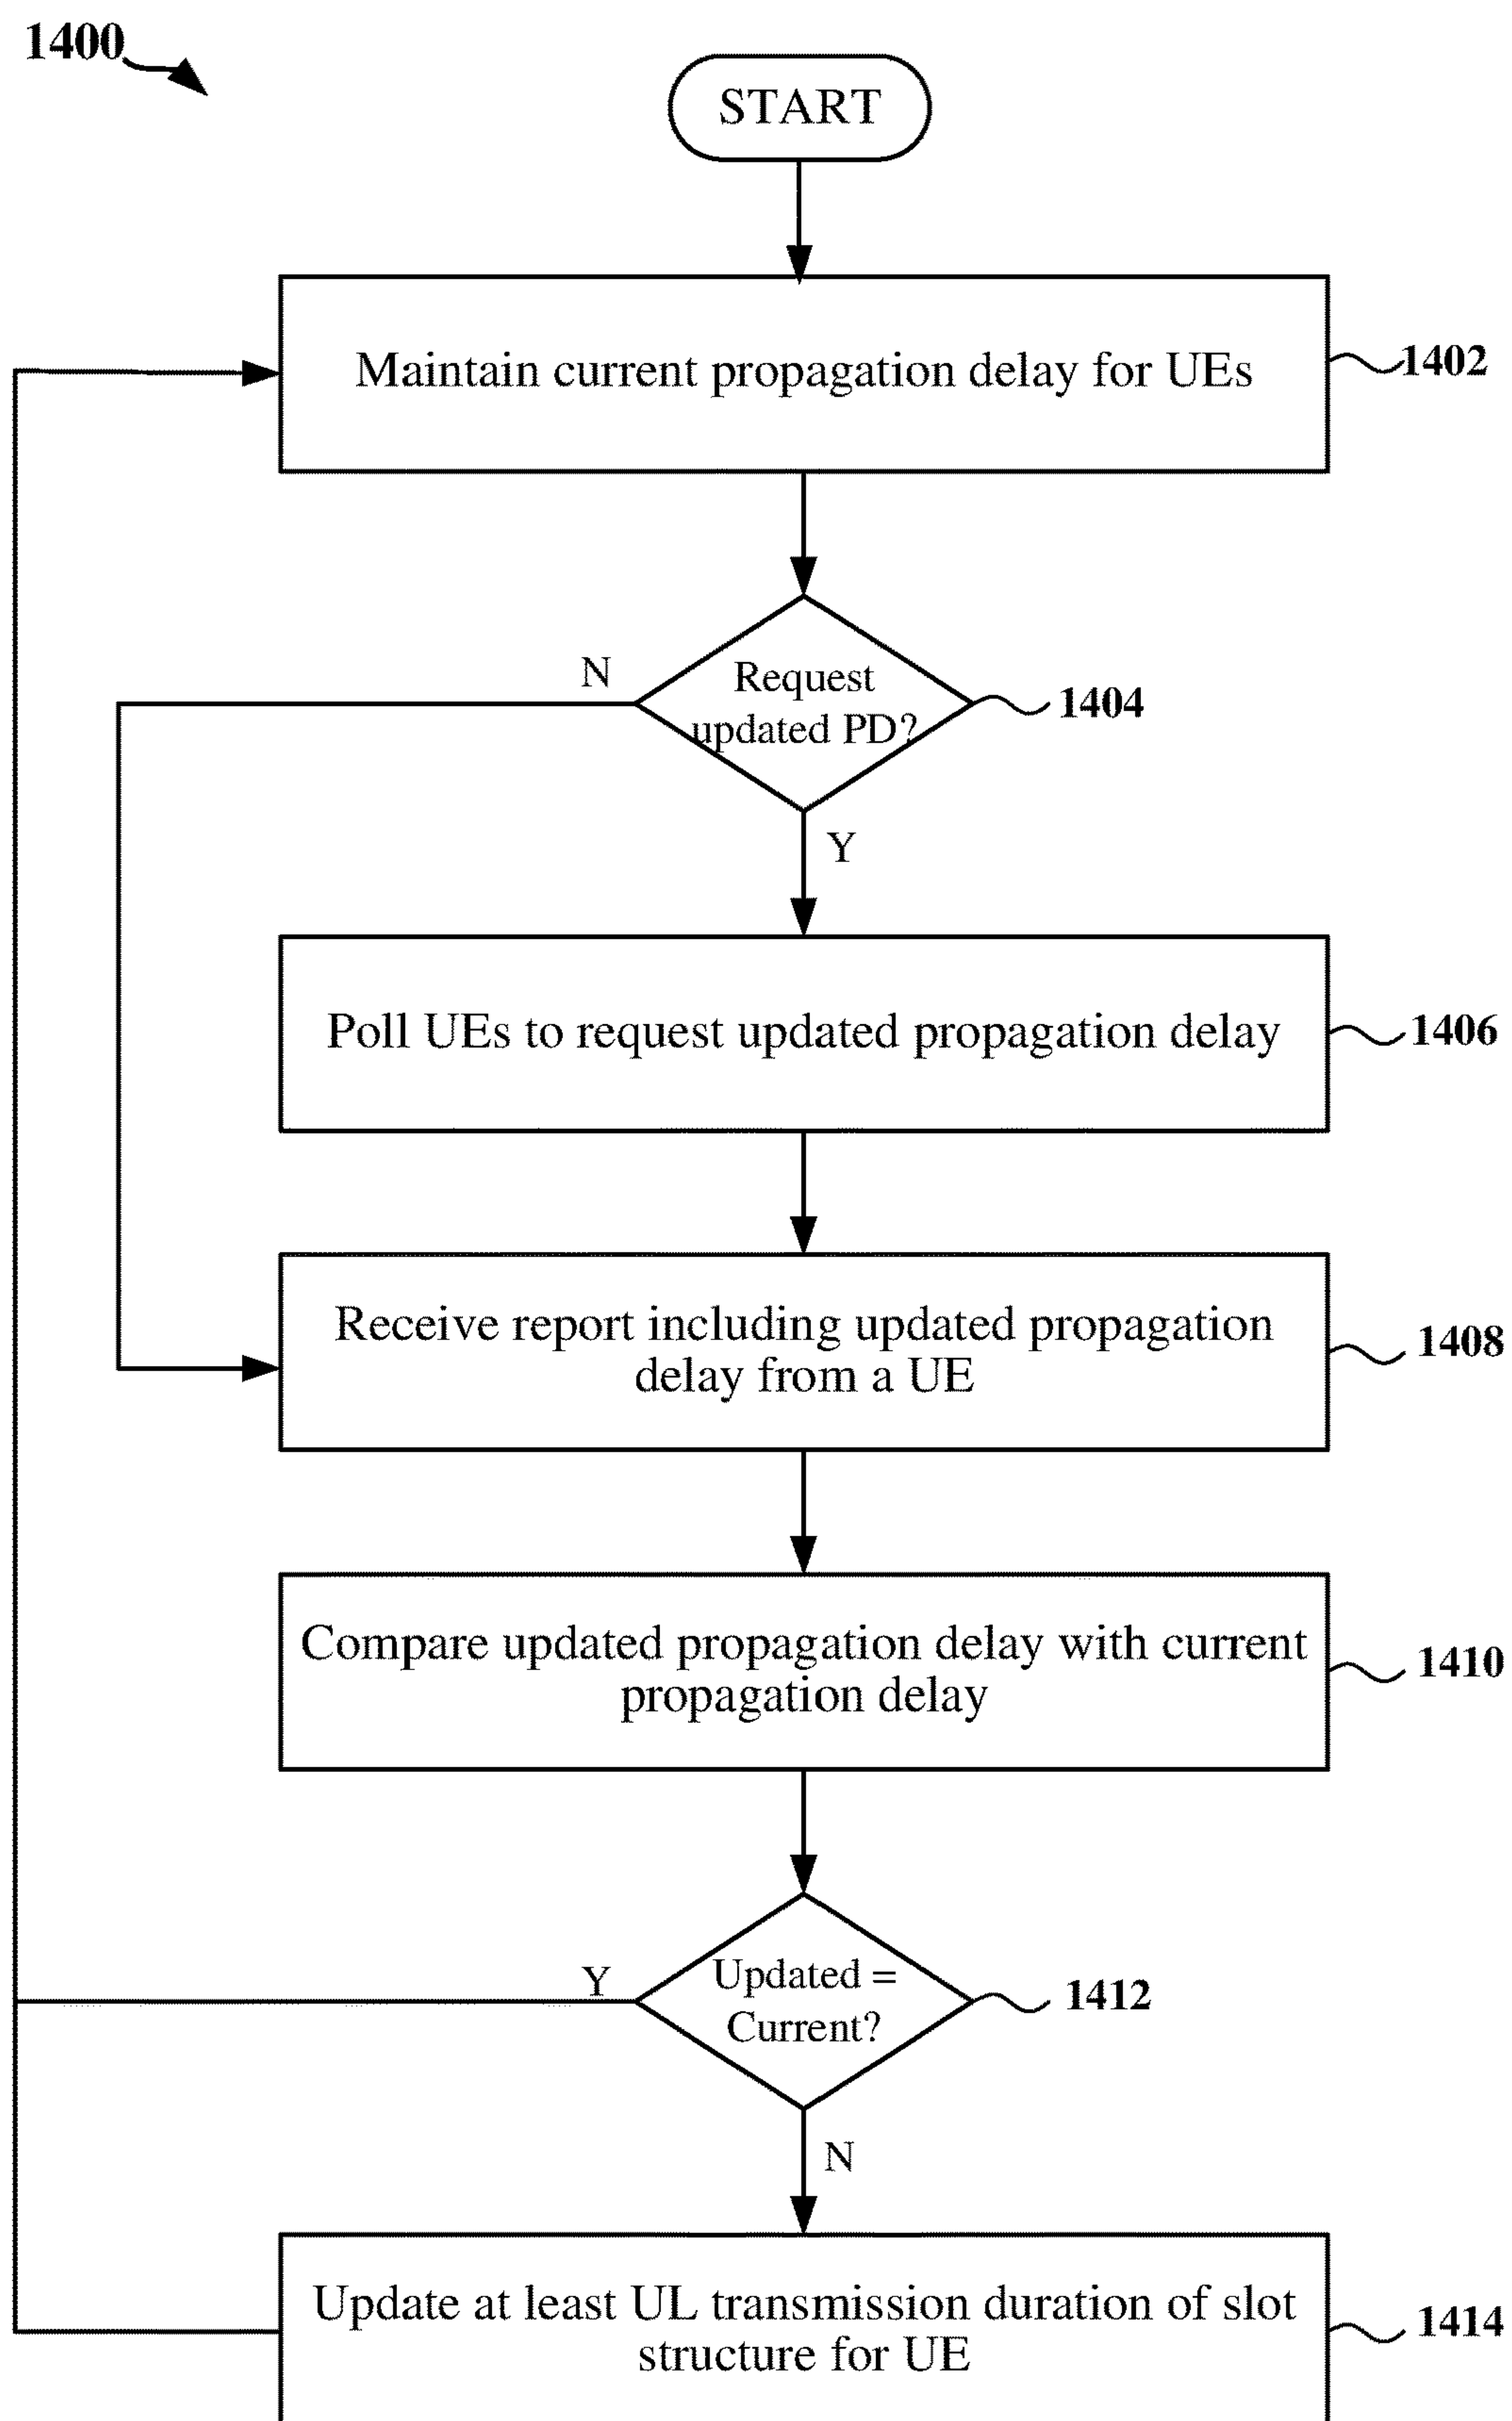 1400
START
Maintain current propagation delay for UEs
1402
N
Request
updated PD?
1404
Y
Poll UEs to request updated propagation delay
1406
Receive report including updated propagation
delay from a UE
1408
Compare updated propagation delay with current
propagation delay
1410
Y
Updated =
Current?
1412
N
Update at least UL transmission duration of slot
structure for UE
1414